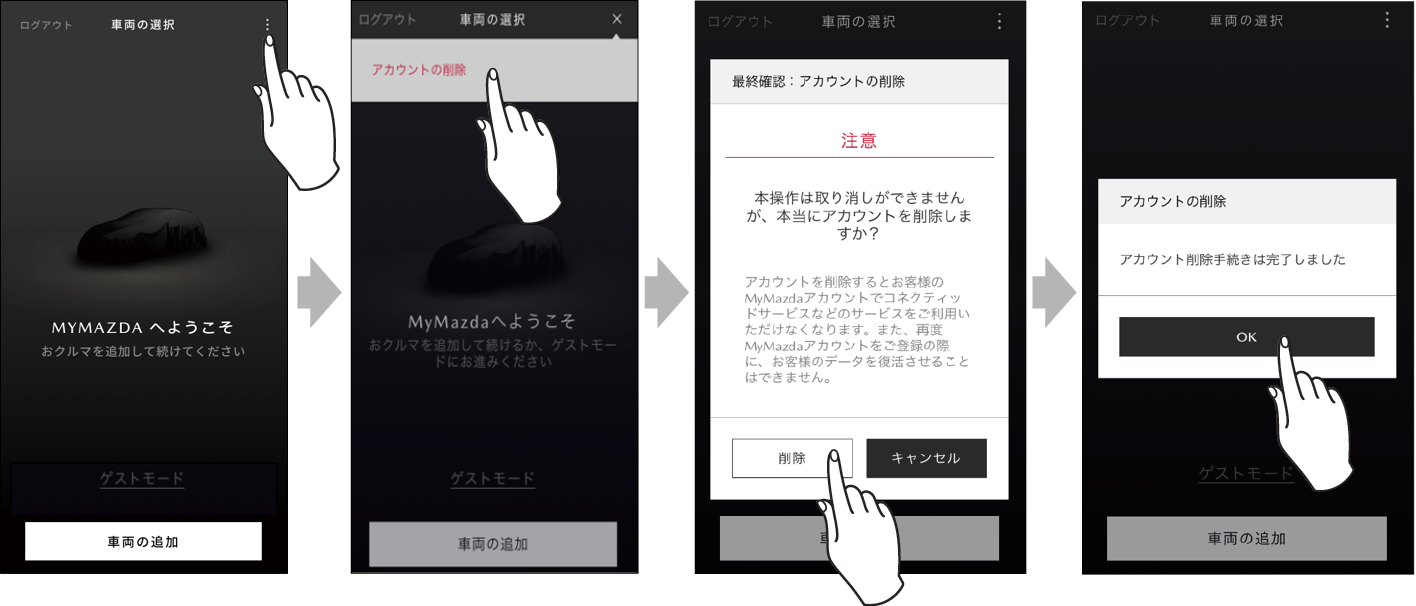 ログアウト 車両の選択
MYMAZDA へようこそ
おクルマを追加して続けてください
ゲストモード
車両の追加
ログアウト 車両の選択 X
アカウントの削除
MyMazdaへようこそ
おクルマを追加して続けるか、ゲストモー
ドにお進みください
ゲストモード
車両の追加
ログアウト 車両の選択
最終確認：アカウントの削除
注意
本操作は取り消しができません
が、本当にアカウントを削除しま
すか？
アカウントを削除するとお客様の
MyMazdaアカウントでコネクティッ
ドサービスなどのサービスをご利用い
ただけなくなります。また、再度
MyMazdaアカウントをご登録の際
に、お客様のデータを復活させること
はできません。
削除 キャンセル
ログアウト 車両の選択
アカウントの削除
アカウント削除手続きは完了しました
OK
ゲストモード
車両の追加